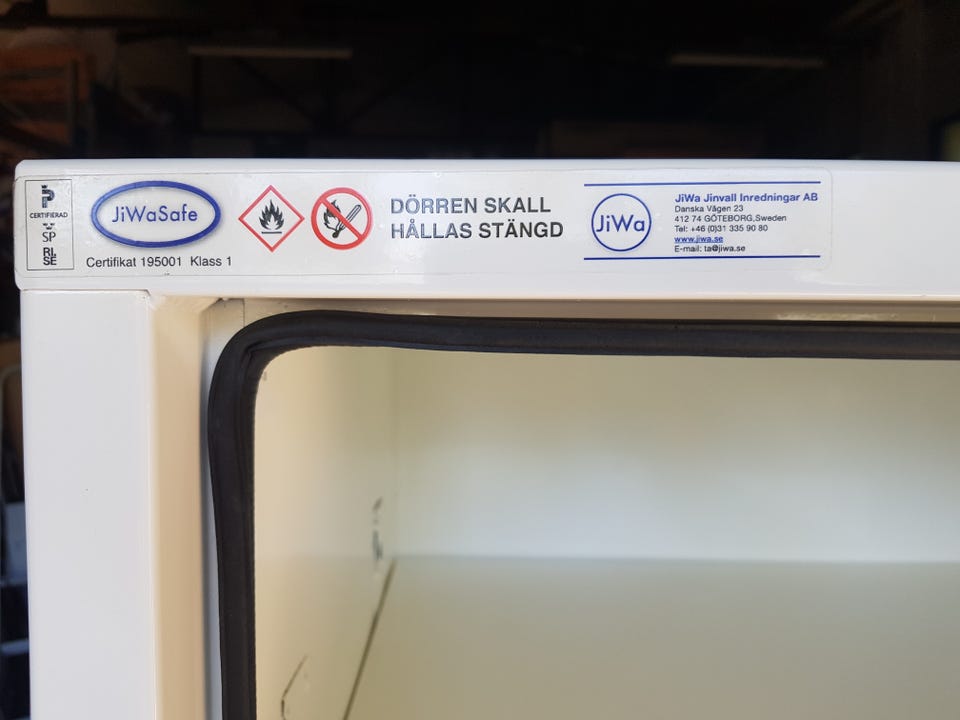 P
CERTIFIERAD
SP
RI.
SE
JiWaSafe
Certifikat 195001 Klass 1
DÖRREN SKALL
HÅLLAS STÄNGD
JiWa
JiWa Jinvall Inredningar AB
Danska Vägen 23
412 74 GÖTEBORG,Sweden
Tel: +46 (0)31 335 90 80
www.jiwa.se
E-mail: ta@jiwa.se